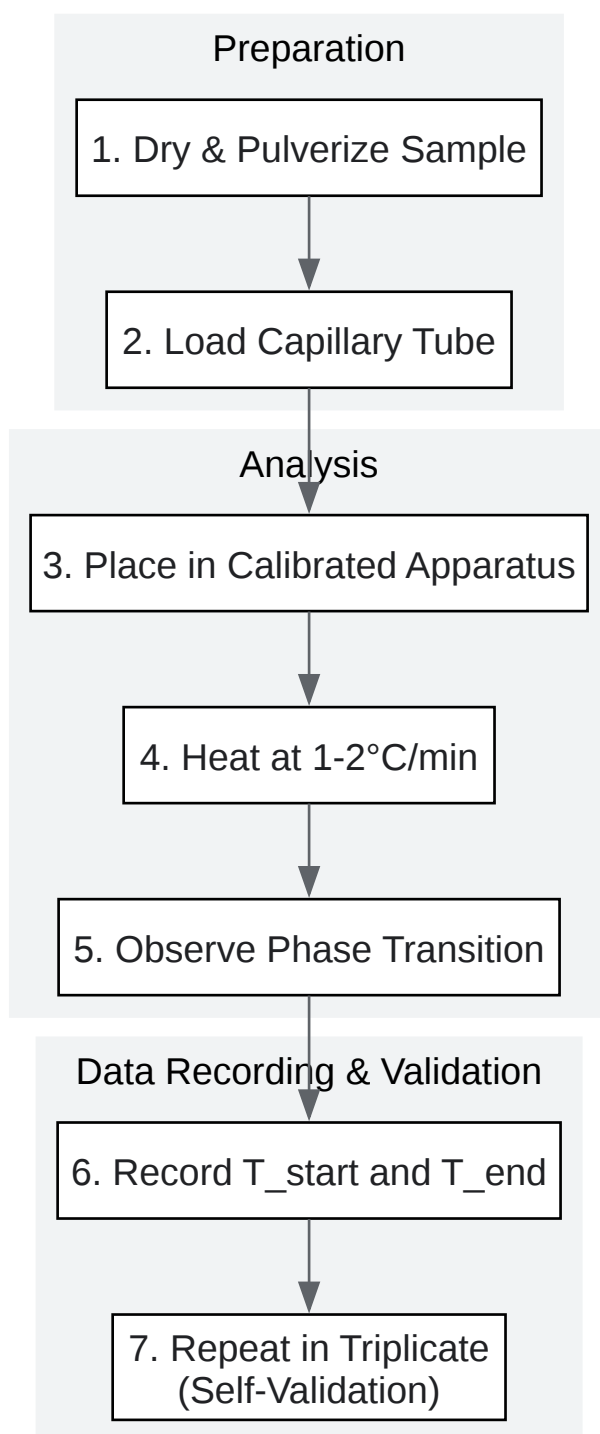 Preparation
1. Dry & Pulverize Sample
2. Load Capillary Tube
Analysis
3. Place in Calibrated Apparatus
4. Heat at 1-2°C/min
5. Observe Phase Transition
Data Recording & Validation
6. Record T_start and T_end
7. Repeat in Triplicate
(Self-Validation)